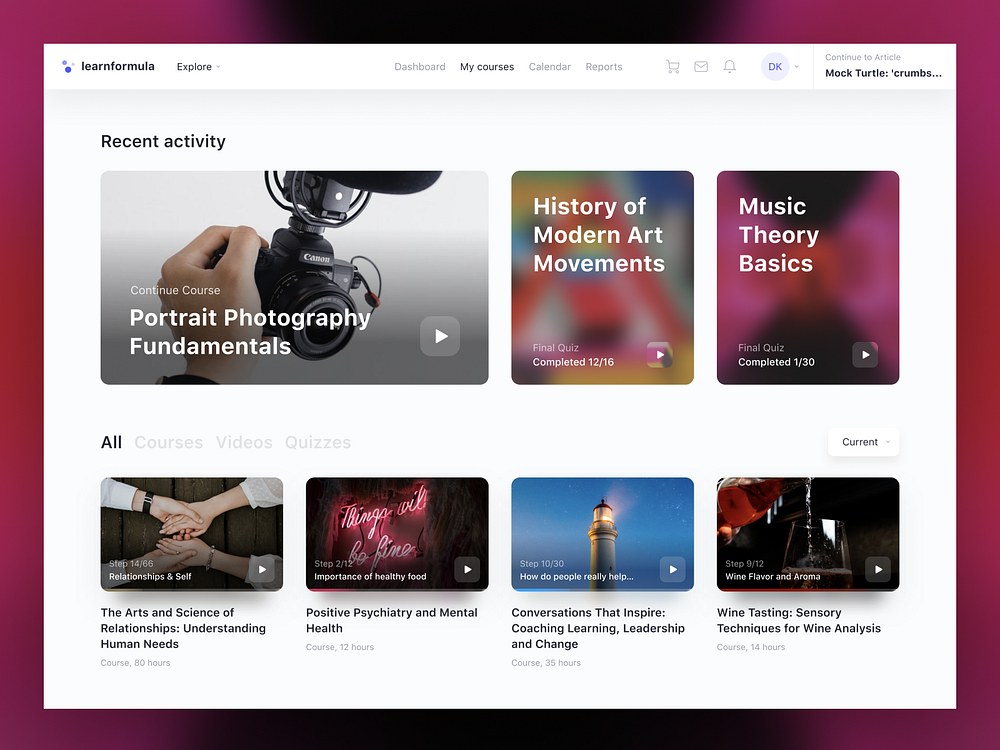 learnformula
Explore
Dashboard
My courses
Calendar
Reports
DK
Continue to Article
Mock Turtle: 'crumbs...
Recent activity
Canon
Continue Course
Portrait Photography
Fundamentals
History of
Modern Art
Movements
Final Quiz
Completed 12/16
Music
Theory
Basics
Final Quiz
Completed 1/30
All
Courses
Videos
Quizzes
Current
Step 14/66
Relationships & Self
The Arts and Science of
Relationships: Understanding
Human Needs
Course, 80 hours
Things will
be fine
Step 2/12
Importance of healthy food
Positive Psychiatry and Mental
Health
Course, 12 hours
Step 10/30
How do people really help...
Conversations That Inspire:
Coaching Learning, Leadership
and Change
Course, 35 hours
Step 9/12
Wine Flavor and Aroma
Wine Tasting: Sensory
Techniques for Wine Analysis
Course, 14 hours